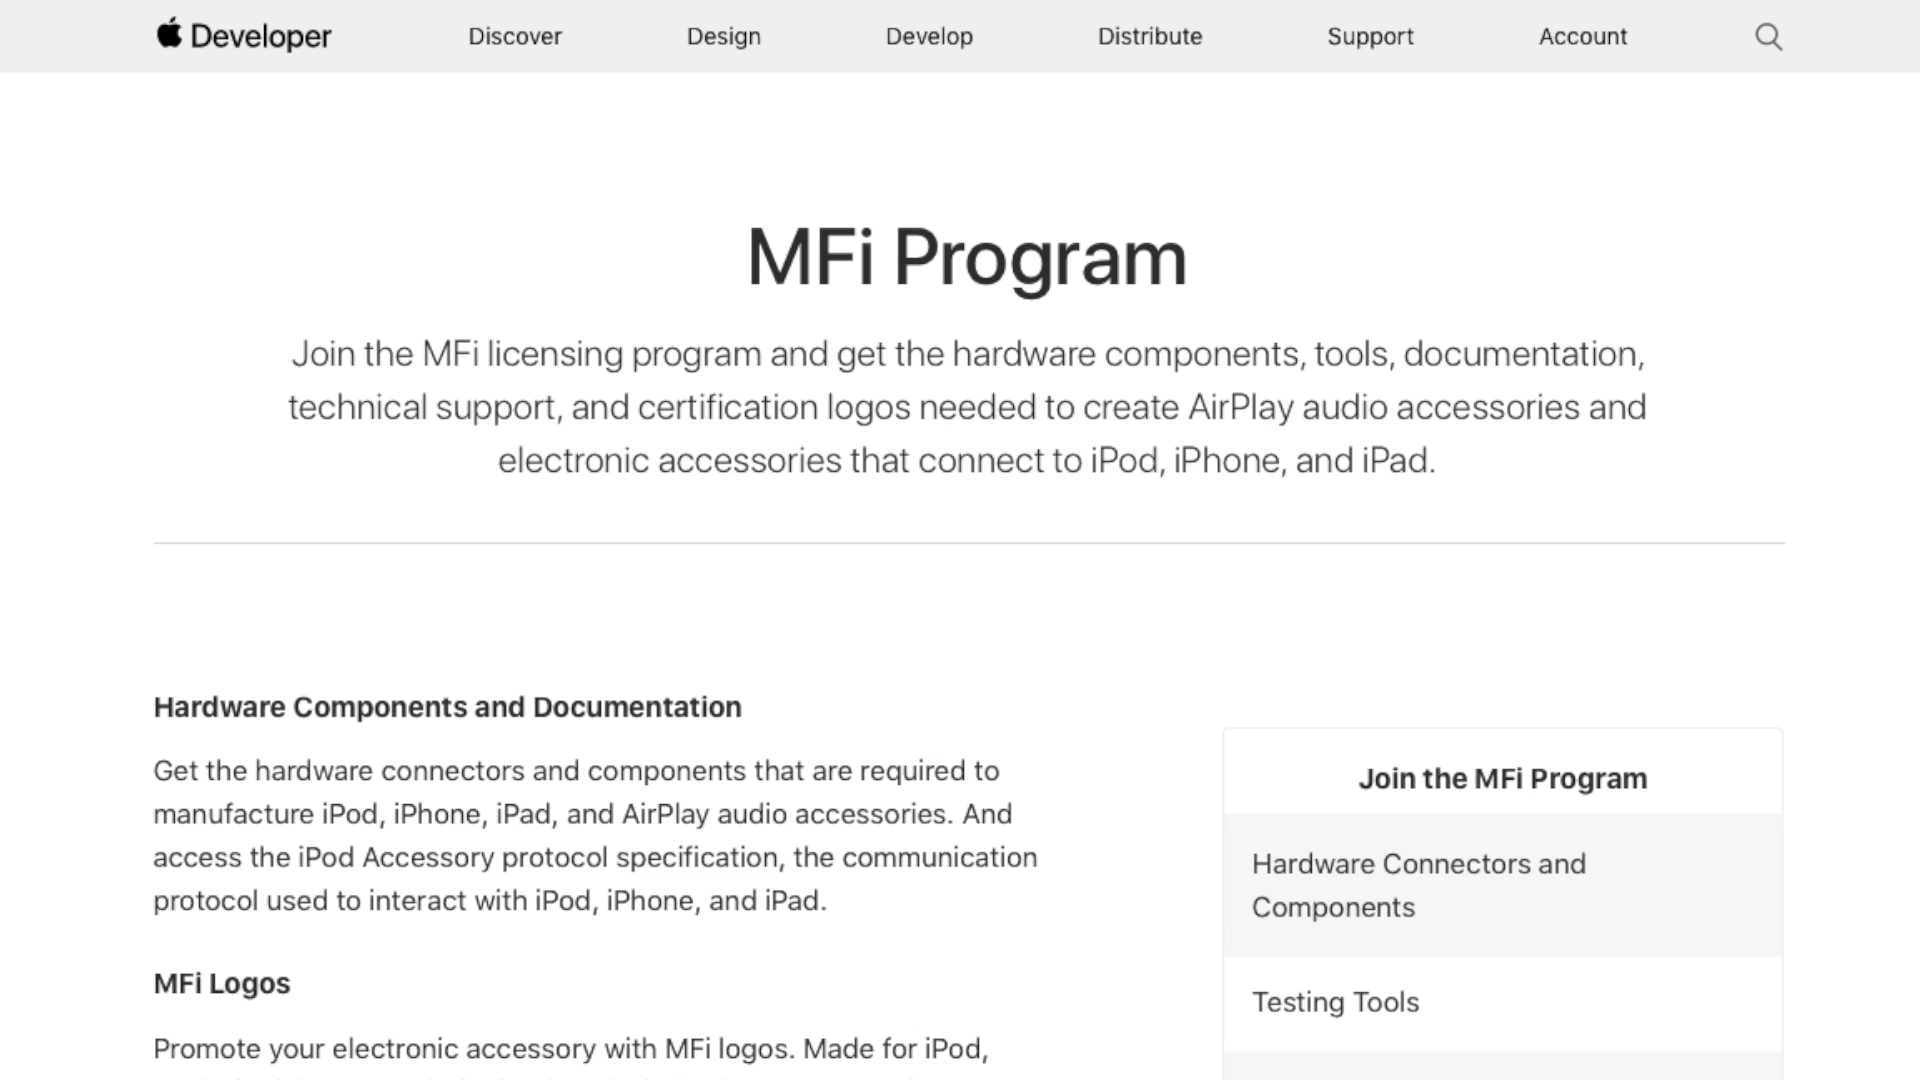 Developer
Discover
Design
Develop
Distribute
Support
Account
MFi Program
Join the MFi licensing program and get the hardware components, tools, documentation,
technical support, and certification logos needed to create AirPlay audio accessories and
electronic accessories that connect to iPod, iPhone, and iPad.
Hardware Components and Documentation
Get the hardware connectors and components that are required to
manufacture iPod, iPhone, iPad, and AirPlay audio accessories. And
access the iPod Accessory protocol specification, the communication
protocol used to interact with iPod, iPhone, and iPad.
MFi Logos
Promote your electronic accessory with MFi logos. Made for iPod,
Join the MFi Program
Hardware Connectors and
Components
Testing Tools